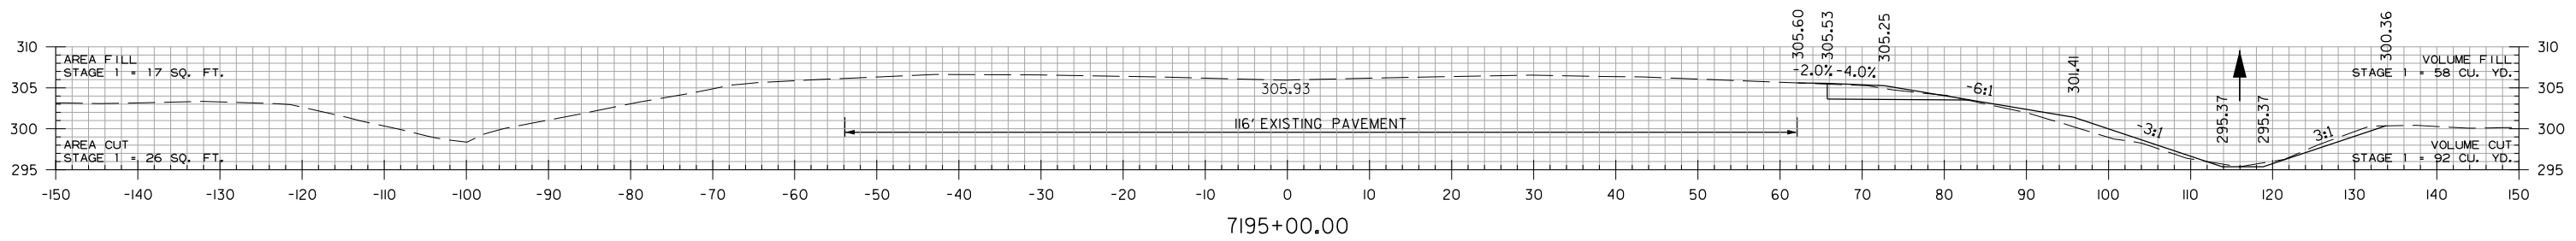 305.60
305.53
305.25
300.36
310
310
AREA FILL
STAGE 1 = 17 SQ. FT.
VOLUME FILL
STAGE 1 = 58 CU. YD.
-2.0%
-4.0%
305
305
305.93
-6:1
301.41
295.37
295.37
116' EXISTING PAVEMENT
300
300
-3:1
3:1
AREA CUT
STAGE 1 = 26 SQ. FT.
VOLUME CUT
STAGE 1 = 92 CU. YD.
295
295
-150 -140 -130 -120 -110 -100 -90 -80 -70 -60 -50 -40 -30 -20 -10 0 10 20 30 40 50 60 70 80 90 100 110 120 130 140 150
7195+00.00